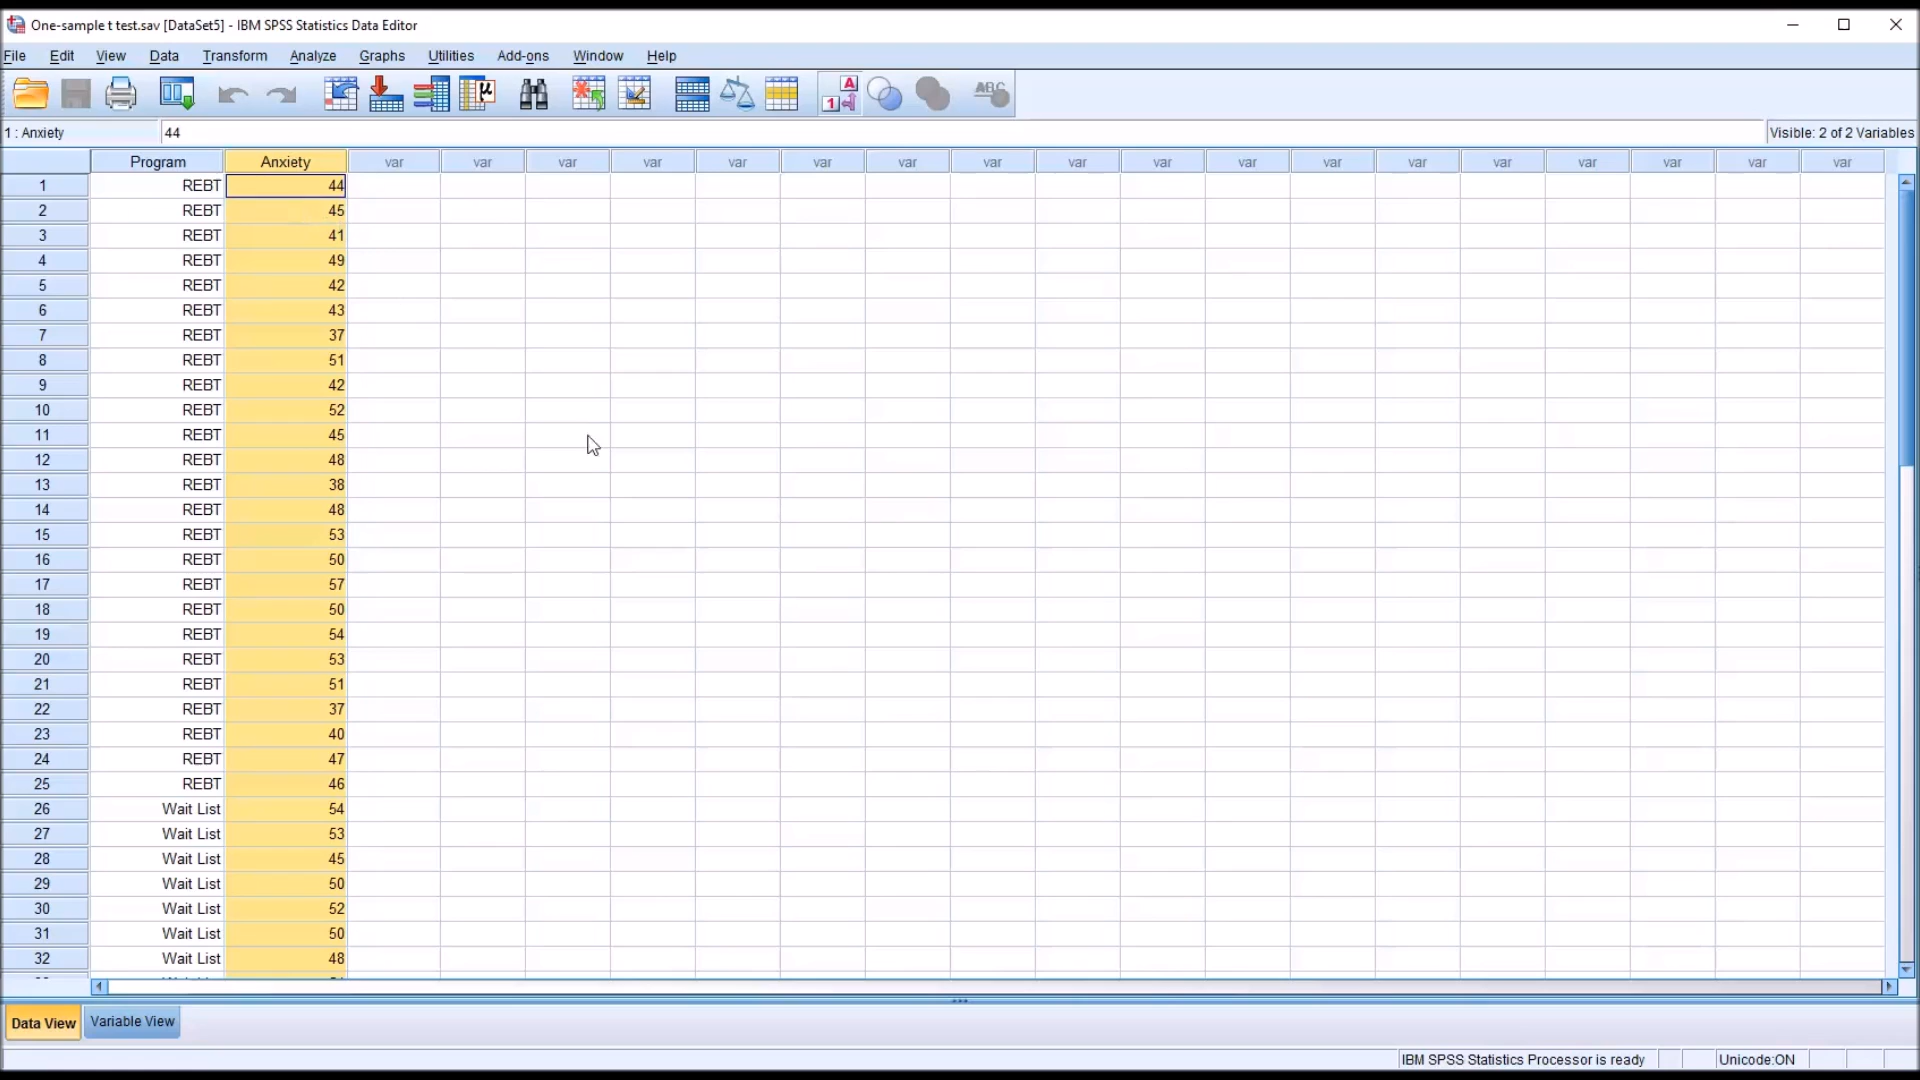 One-sample t test.sav [DataSet5] - IBM SPSS Statistics Data Editor
File Edit View Data Transform Analyze Graphs Utilities Add-ons Window Help
1 : Anxiety 44 Visible: 2 of 2 Variables
Program Anxiety var var var var var var var var var var var var var var var var var var
1 REBT 44
2 REBT 45
3 REBT 41
4 REBT 49
5 REBT 42
6 REBT 43
7 REBT 37
8 REBT 51
9 REBT 42
10 REBT 52
11 REBT 45
12 REBT 48
13 REBT 38
14 REBT 48
15 REBT 53
16 REBT 50
17 REBT 57
18 REBT 50
19 REBT 54
20 REBT 53
21 REBT 51
22 REBT 37
23 REBT 40
24 REBT 47
25 REBT 46
26 Wait List 54
27 Wait List 53
28 Wait List 45
29 Wait List 50
30 Wait List 52
31 Wait List 50
32 Wait List 48
Data View Variable View
IBM SPSS Statistics Processor is ready Unicode:ON